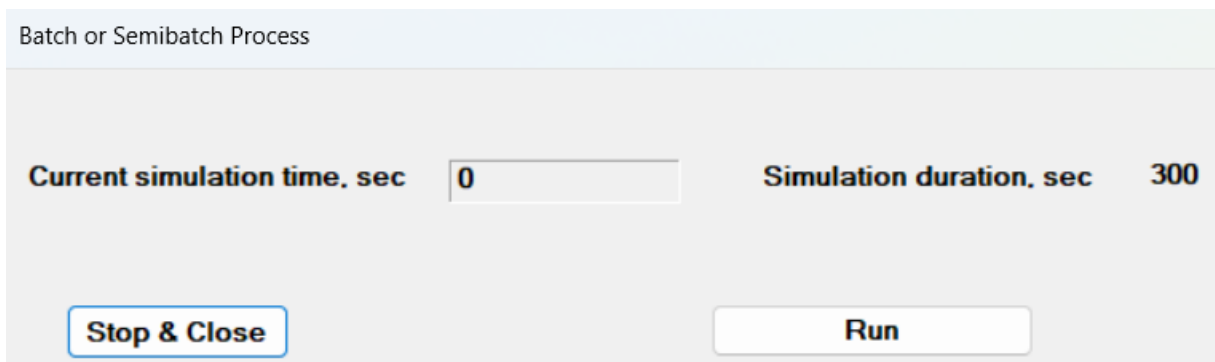 Batch or Semibatch Process
Current simulation time, sec 0 Simulation duration, sec 300
Stop & Close Run